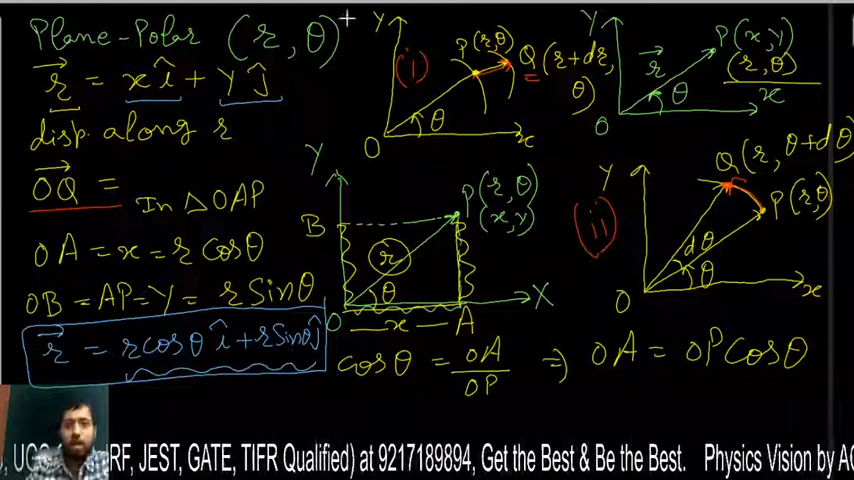 Plane-Polar (r, θ)
r⃗ = xî + yĵ
disp. along r
OQ⃗ =
In △OAP
OA = x = r cosθ
OB = AP = Y = r Sinθ
r⃗ = r cosθ î + r Sinθ ĵ
Y
(i)
P(r,θ)
Q (r+dr,
θ)
θ
O
x
Y
P(x,y)
(r,θ)
r⃗
θ
O
x
Y
B
P(r,θ)
(x,y)
r
θ
O
x
A
X
(ii)
Y
Q (r, θ+dθ)
P(r,θ)
dθ
θ
O
x
cosθ = OA/OP ⇒ OA = OP Cosθ
RF, JEST, GATE, TIFR Qualified) at 9217189894, Get the Best & Be the Best. Physics Vision by